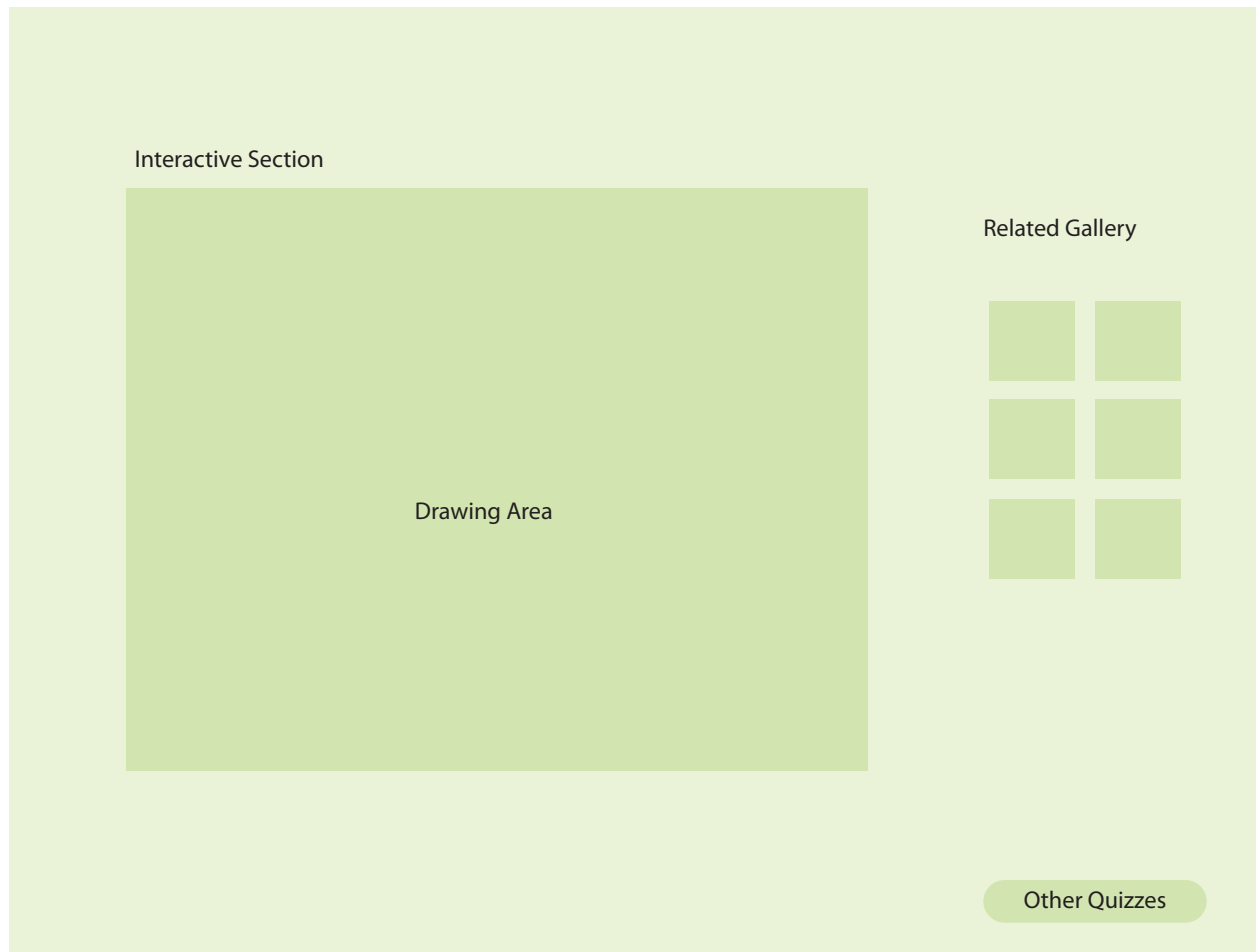 Interactive Section
Related Gallery
Drawing Area
Other Quizzes